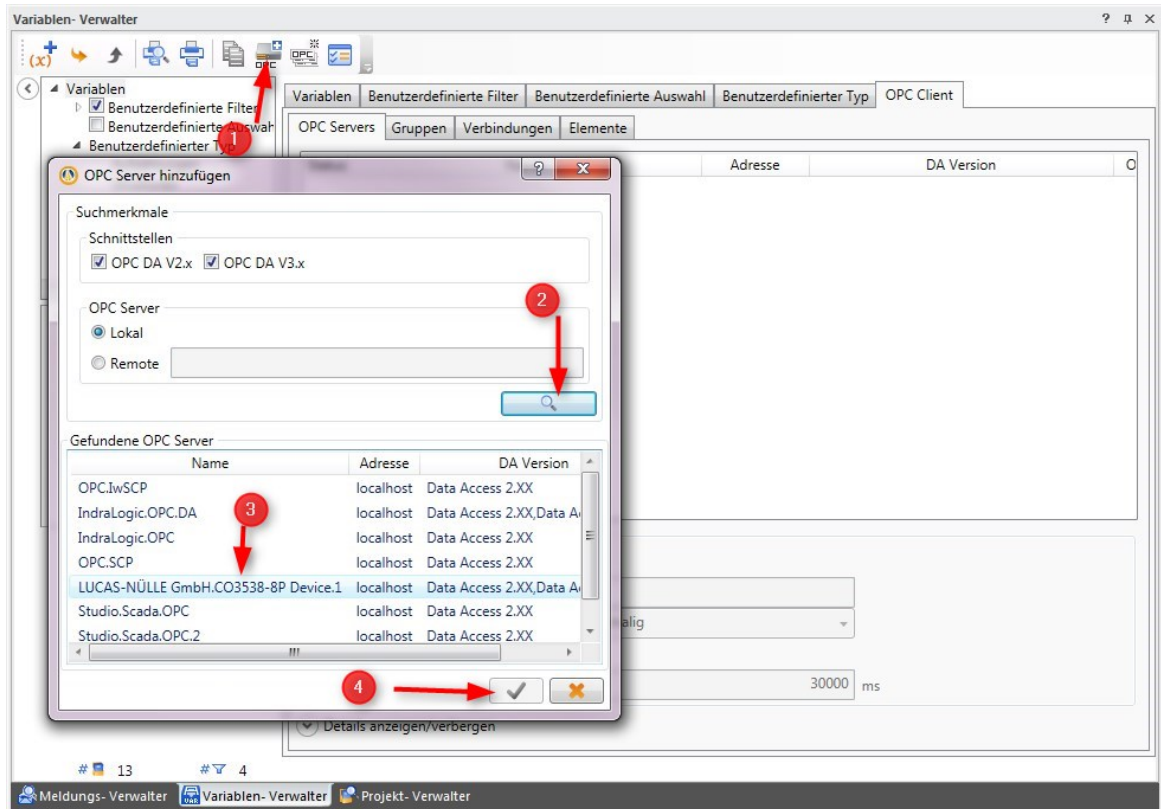 Variablen- Verwalter
OPC
OPC
Variablen
Benutzerdefinierte Filter
Benutzerdefinierte
Benutzerdefinierter Typ
1
Variablen Benutzerdefinierte Filter Benutzerdefinierte Auswahl Benutzerdefinierter Typ OPC Client
OPC Servers Gruppen Verbindungen Elemente
Adresse DA Version O
OPC Server hinzufügen
Suchmerkmale
Schnittstellen
OPC DA V2.x OPC DA V3.x
OPC Server
2
Lokal
Remote
Gefundene OPC Server
Name Adresse DA Version
OPC.IwSCP localhost Data Access 2.XX
IndraLogic.OPC.DA localhost Data Access 2.XX,Data A
3
IndraLogic.OPC localhost Data Access 2.XX
OPC.SCP localhost Data Access 2.XX
LUCAS-NÜLLE GmbH.CO3538-8P Device.1 localhost Data Access 2.XX,Data A
Studio.Scada.OPC localhost Data Access 2.XX
Studio.Scada.OPC.2 localhost Data Access 2.XX
4
alig
30000 ms
Details anzeigen/verbergen
# 13 # 4
Meldungs- Verwalter Variablen- Verwalter Projekt- Verwalter